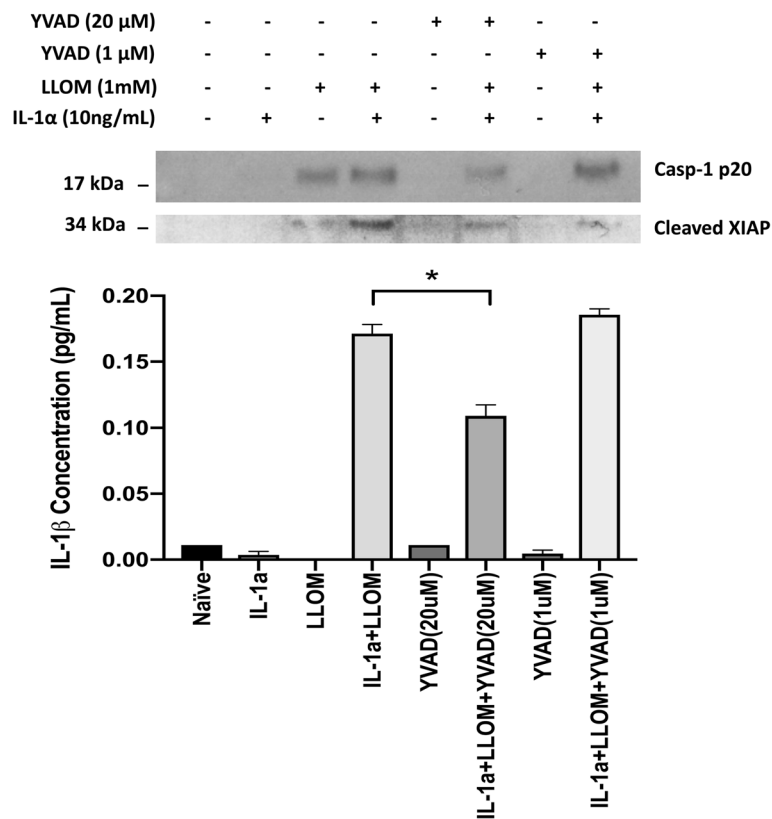 YVAD (20 μM) - - - - + + - -
YVAD (1 μM) - - - - - - + +
LLOM (1mM) - - + + - + - +
IL-1α (10ng/mL) - + - + - + - +
Casp-1 p20
17 kDa –
34 kDa –
Cleaved XIAP
*
IL-1β Concentration (pg/mL)
0.20
0.15
0.10
0.05
0.00
Naïve
IL-1a
LLOM
IL-1a+LLOM
YVAD(20uM)
IL-1a+LLOM+YVAD(20uM)
YVAD(1uM)
IL-1a+LLOM+YVAD(1uM)